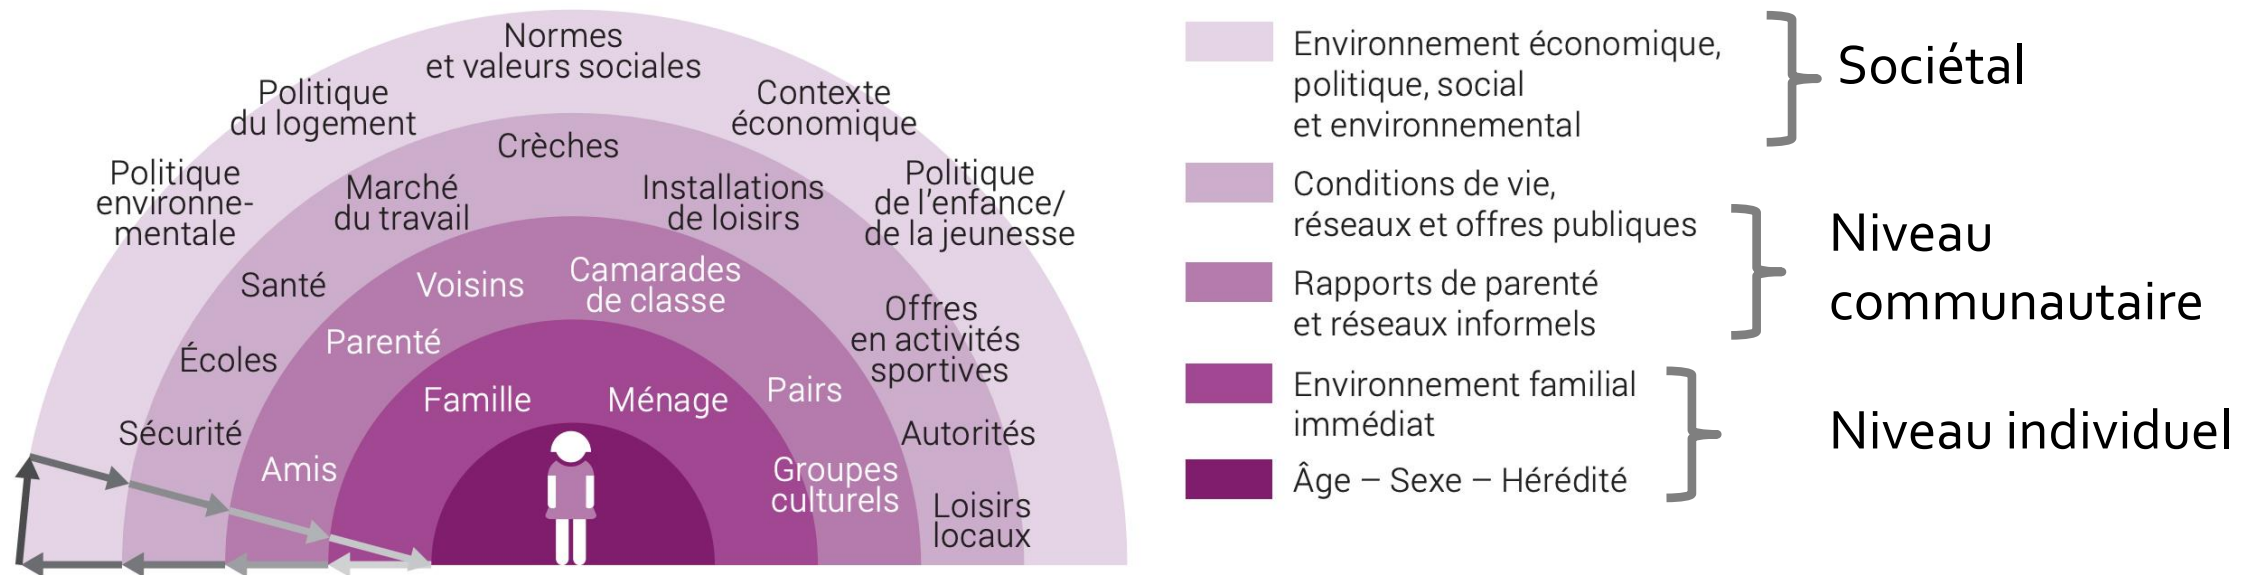 Normes
et valeurs sociales
Politique
du logement
Contexte
économique
Politique
environne-
mentale
Politique
de l’enfance/
de la jeunesse
Crèches
Marché
du travail
Installations
de loisirs
Santé
Offres
en activités
sportives
Écoles
Sécurité
Autorités
Loisirs
locaux
Voisins
Camarades
de classe
Parenté
Pairs
Amis
Groupes
culturels
Famille
Ménage
Environnement économique,
politique, social
et environnemental
Sociétal
Conditions de vie,
réseaux et offres publiques
Rapports de parenté
et réseaux informels
Niveau
communautaire
Environnement familial
immédiat
Âge – Sexe – Hérédité
Niveau individuel